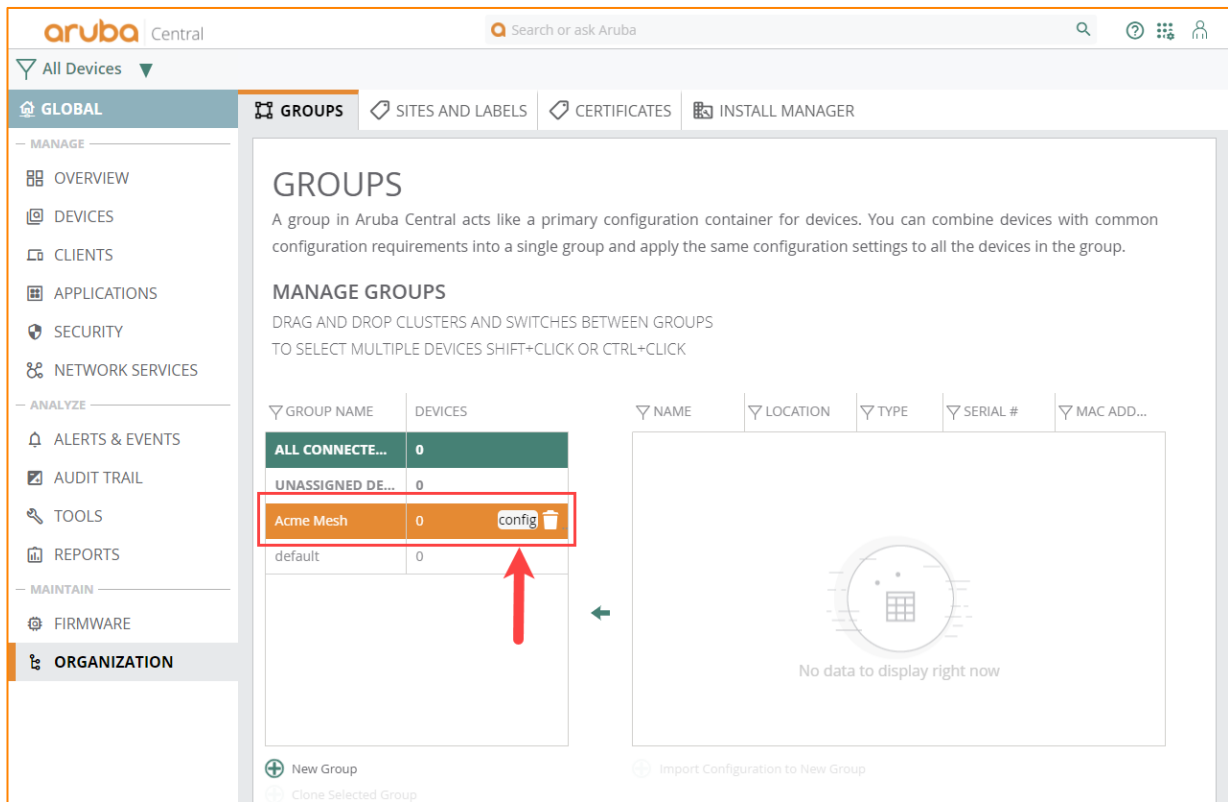 aruba Central
Search or ask Aruba
All Devices
GLOBAL
MANAGE
OVERVIEW
DEVICES
CLIENTS
APPLICATIONS
SECURITY
NETWORK SERVICES
ANALYZE
ALERTS & EVENTS
AUDIT TRAIL
TOOLS
REPORTS
MAINTAIN
FIRMWARE
ORGANIZATION
GROUPS
SITES AND LABELS
CERTIFICATES
INSTALL MANAGER
GROUPS
A group in Aruba Central acts like a primary configuration container for devices. You can combine devices with common
configuration requirements into a single group and apply the same configuration settings to all the devices in the group.
MANAGE GROUPS
DRAG AND DROP CLUSTERS AND SWITCHES BETWEEN GROUPS
TO SELECT MULTIPLE DEVICES SHIFT+CLICK OR CTRL+CLICK
GROUP NAME DEVICES
ALL CONNECTE... 0
UNASSIGNED DE... 0
Acme Mesh 0 config
default 0
New Group
Clone Selected Group
NAME LOCATION TYPE SERIAL # MAC ADD...
No data to display right now
Import Configuration to New Group